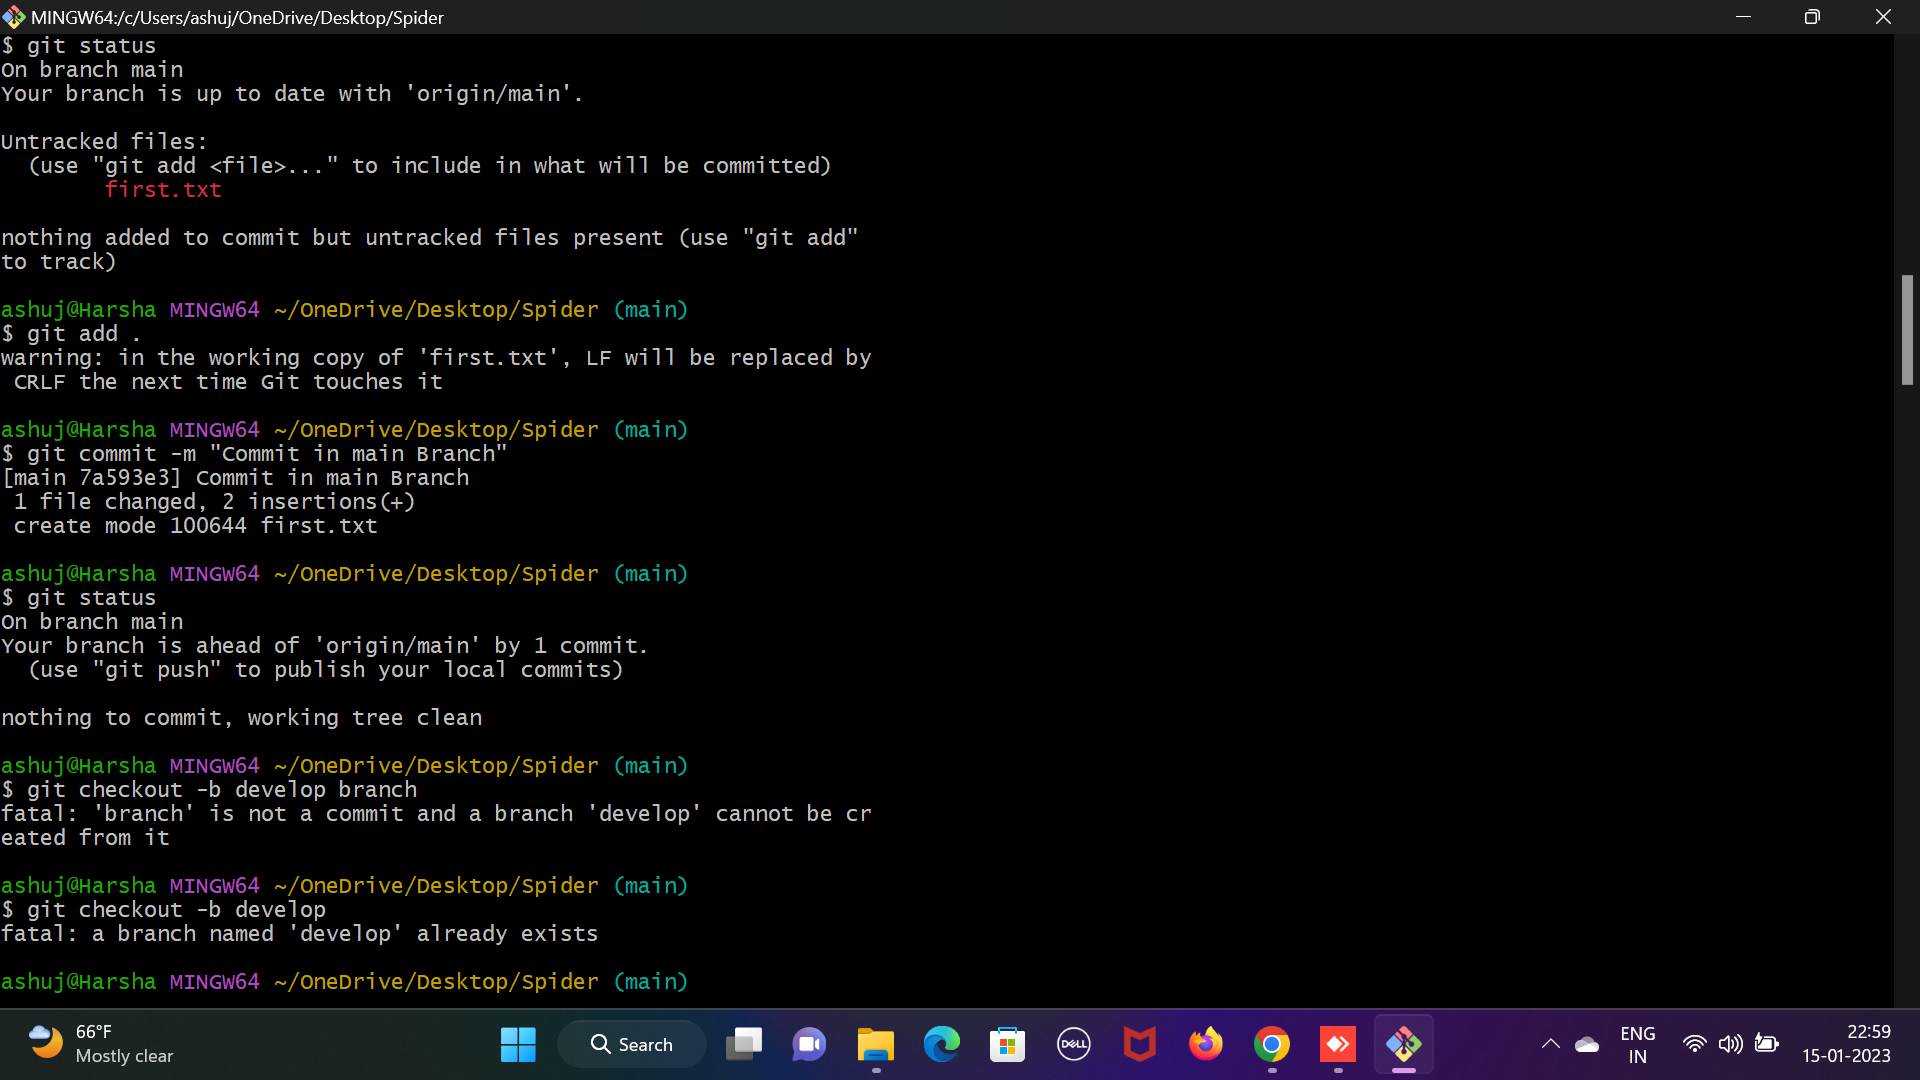 MINGW64:/c/Users/ashuj/OneDrive/Desktop/Spider
$ git status
On branch main
Your branch is up to date with 'origin/main'.
Untracked files:
  (use "git add <file>..." to include in what will be committed)
        first.txt
nothing added to commit but untracked files present (use "git add"
to track)
ashuj@Harsha MINGW64 ~/OneDrive/Desktop/Spider (main)
$ git add .
warning: in the working copy of 'first.txt', LF will be replaced by
 CRLF the next time Git touches it
ashuj@Harsha MINGW64 ~/OneDrive/Desktop/Spider (main)
$ git commit -m "Commit in main Branch"
[main 7a593e3] Commit in main Branch
 1 file changed, 2 insertions(+)
 create mode 100644 first.txt
ashuj@Harsha MINGW64 ~/OneDrive/Desktop/Spider (main)
$ git status
On branch main
Your branch is ahead of 'origin/main' by 1 commit.
  (use "git push" to publish your local commits)
nothing to commit, working tree clean
ashuj@Harsha MINGW64 ~/OneDrive/Desktop/Spider (main)
$ git checkout -b develop branch
fatal: 'branch' is not a commit and a branch 'develop' cannot be cr
eated from it
ashuj@Harsha MINGW64 ~/OneDrive/Desktop/Spider (main)
$ git checkout -b develop
fatal: a branch named 'develop' already exists
ashuj@Harsha MINGW64 ~/OneDrive/Desktop/Spider (main)
66°F
Mostly clear
Search
DELL
ENG
IN
22:59
15-01-2023